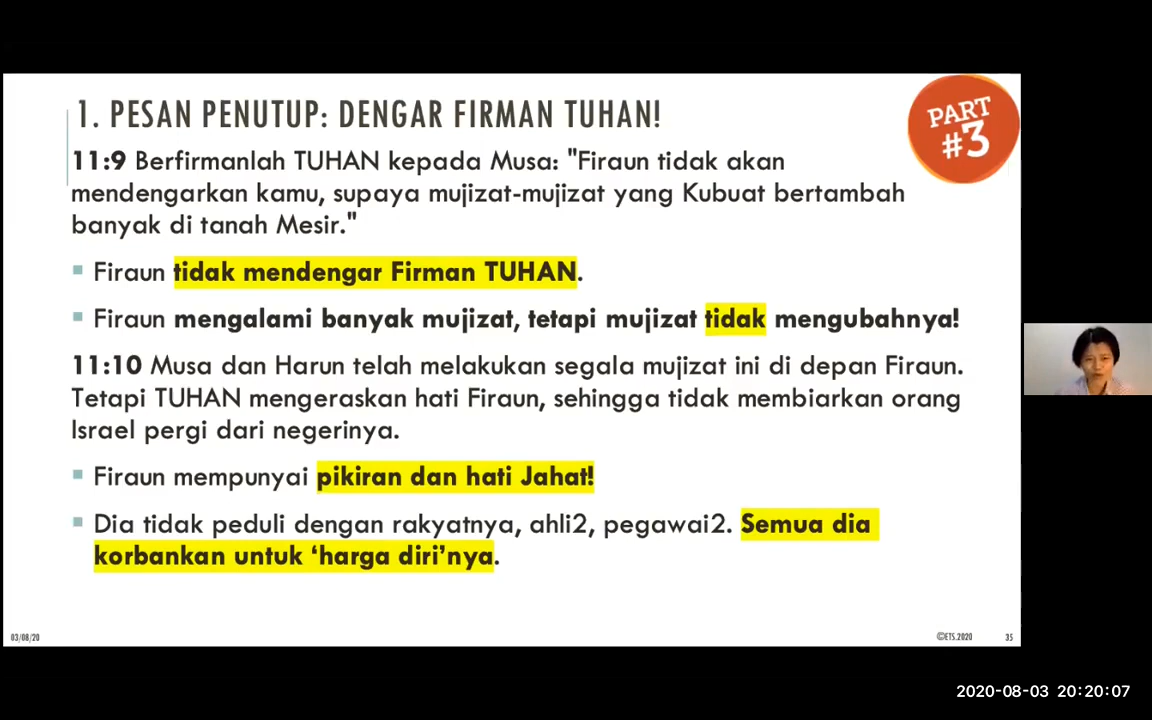 1. PESAN PENUTUP: DENGAR FIRMAN TUHAN!
PART
#3
11:9 Berfirmanlah TUHAN kepada Musa: "Firaun tidak akan
mendengarkan kamu, supaya mujizat-mujizat yang Kubuat bertambah
banyak di tanah Mesir."
▪ Firaun tidak mendengar Firman TUHAN.
▪ Firaun mengalami banyak mujizat, tetapi mujizat tidak mengubahnya!
11:10 Musa dan Harun telah melakukan segala mujizat ini di depan Firaun.
Tetapi TUHAN mengeraskan hati Firaun, sehingga tidak membiarkan orang
Israel pergi dari negerinya.
▪ Firaun mempunyai pikiran dan hati Jahat!
▪ Dia tidak peduli dengan rakyatnya, ahli2, pegawai2. Semua dia
korbankan untuk ‘harga diri’nya.
03/08/20
©ETS.2020
35
2020-08-03 20:20:07